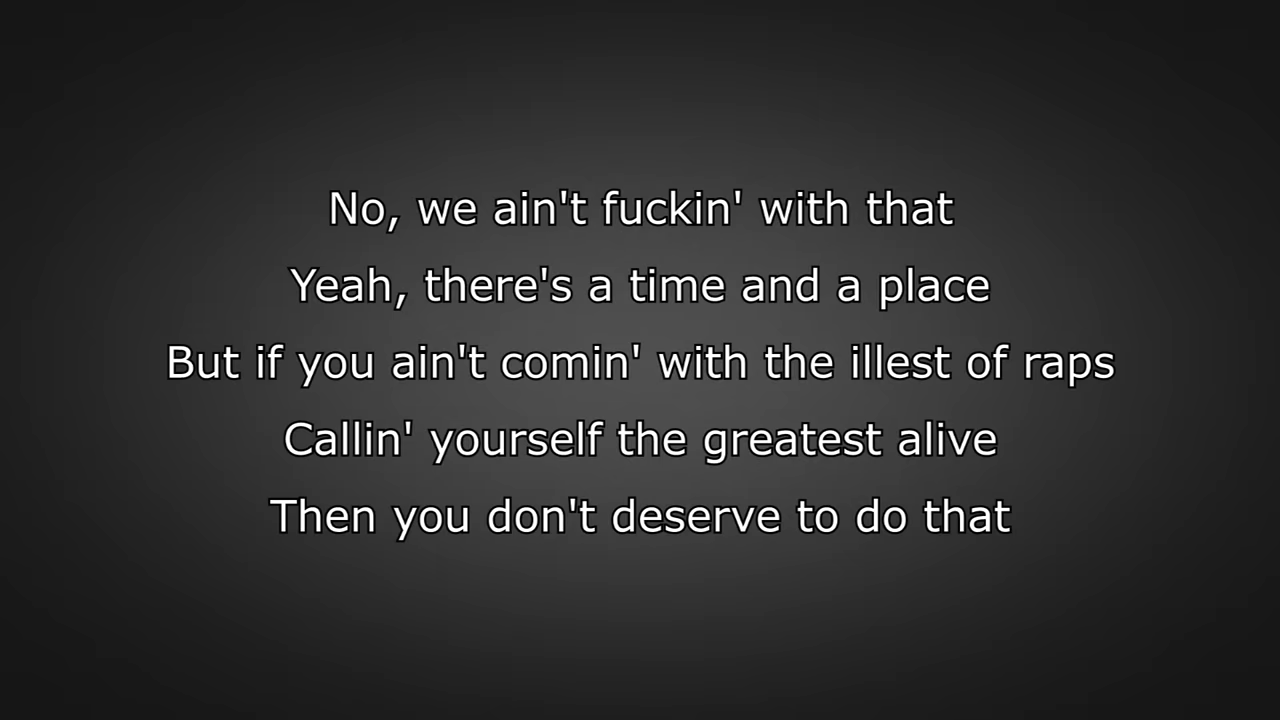 No, we ain't fuckin' with that
Yeah, there's a time and a place
But if you ain't comin' with the illest of raps
Callin' yourself the greatest alive
Then you don't deserve to do that